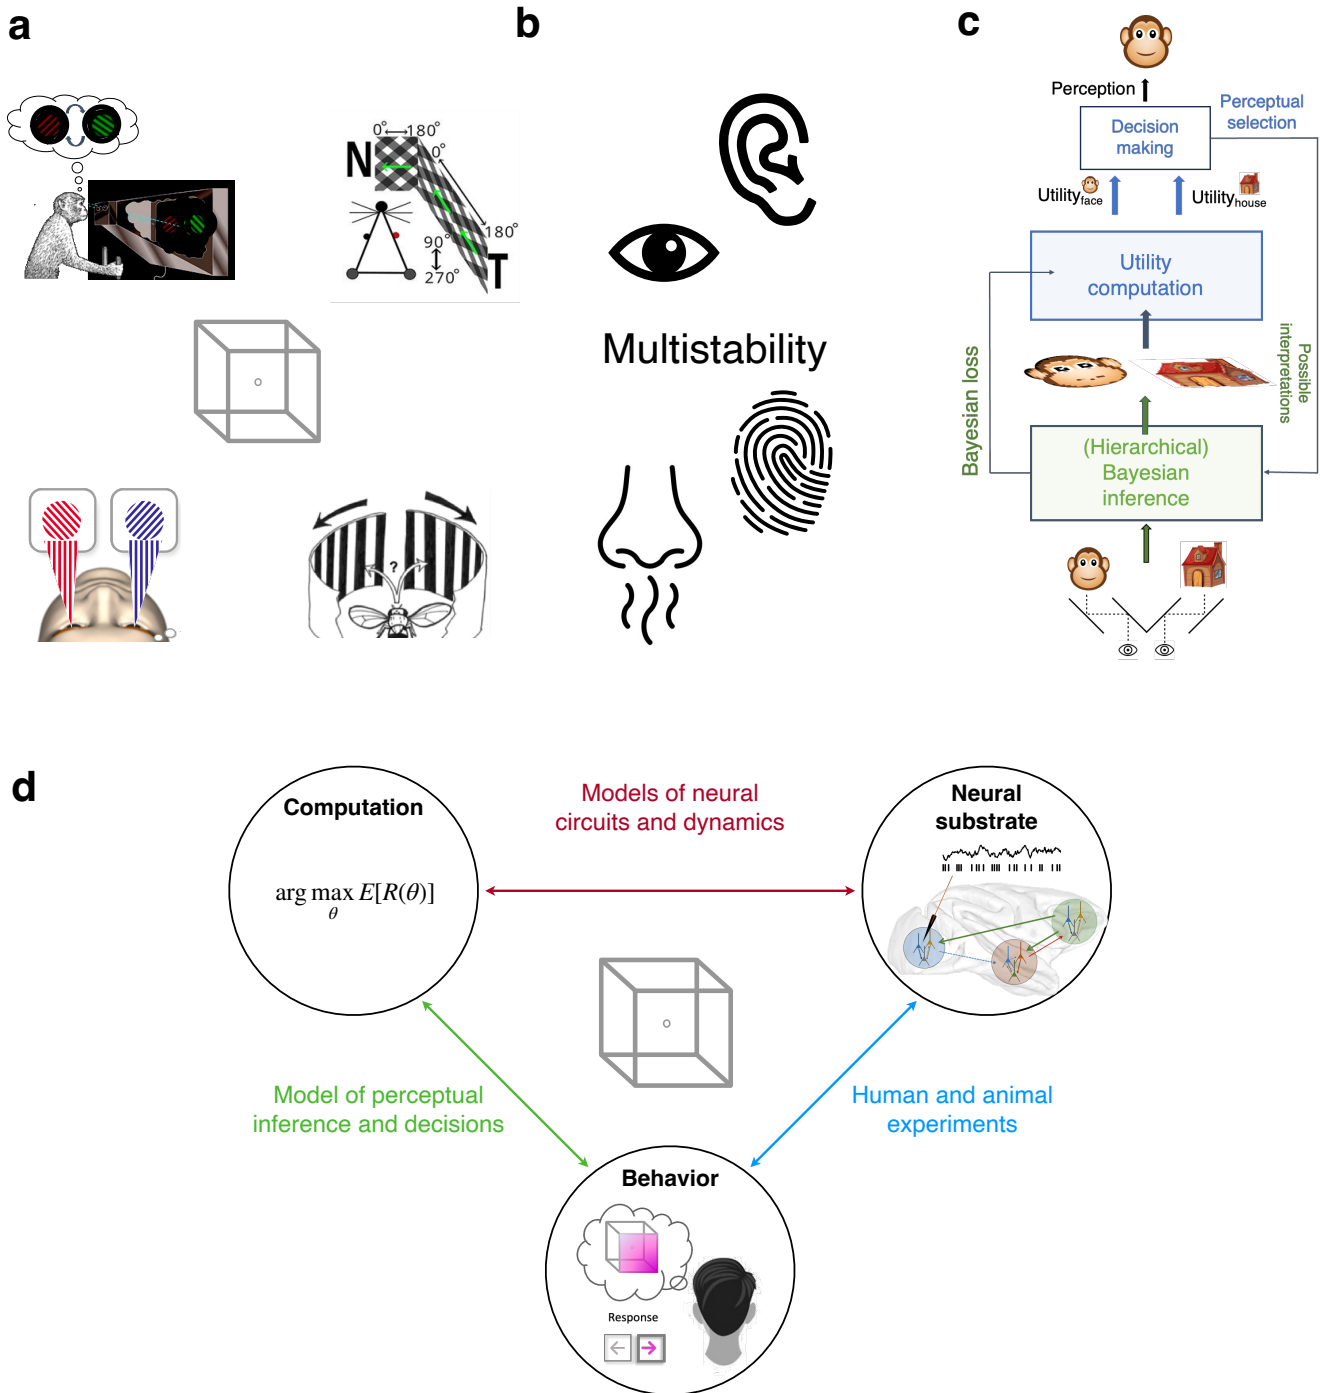 a
0° 180°
N
0°
180°
90°
270°
T
?
b
Multistability
c
Perception
Decision
making
Perceptual
selection
Utility face
Utility house
Utility
computation
Bayesian loss
Possible
interpretations
(Hierarchical)
Bayesian
inference
d
Computation
arg max E[R(θ)]
θ
Models of neural
circuits and dynamics
Neural
substrate
Model of perceptual
inference and decisions
Human and animal
experiments
Behavior
Response